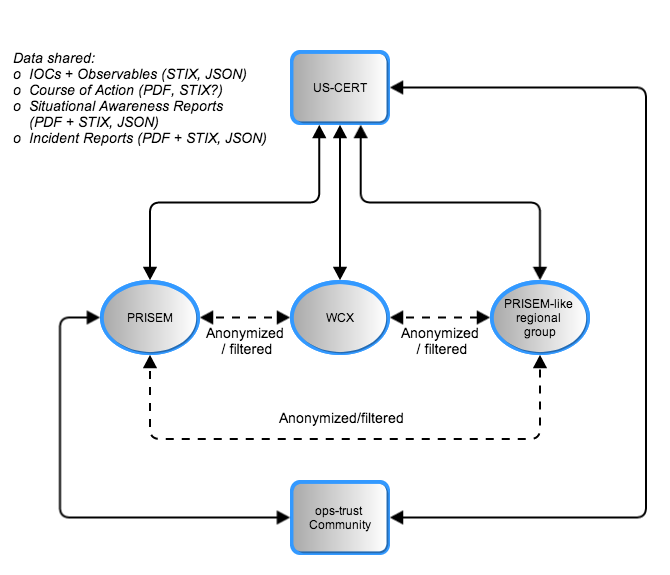 Data shared:
o IOCs + Observables (STIX, JSON)
o Course of Action (PDF, STIX?)
o Situational Awareness Reports
(PDF + STIX, JSON)
o Incident Reports (PDF + STIX, JSON)
US-CERT
PRISEM
WCX
PRISEM-like
regional
group
Anonymized
/ filtered
Anonymized
/ filtered
Anonymized/filtered
ops-trust
Community